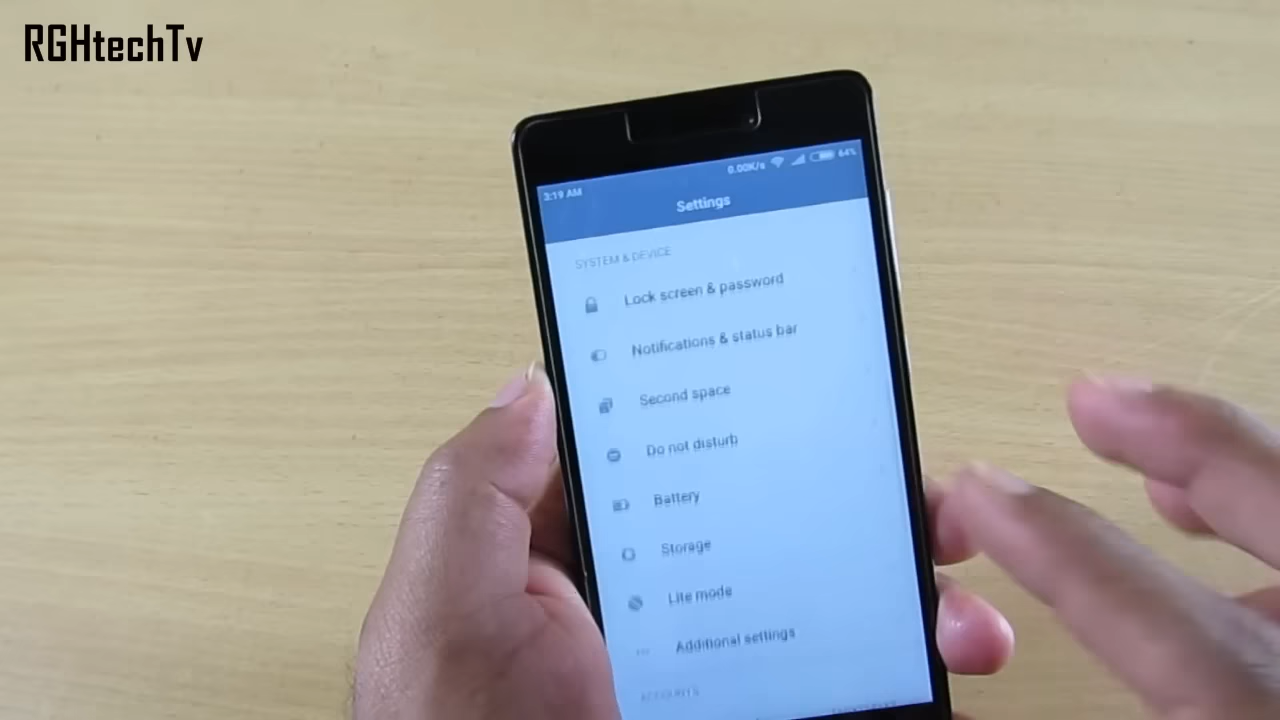 RGHtechTv
3:19 AM 0.00K/s 64%
Settings
SYSTEM & DEVICE
Lock screen & password
Notifications & status bar
Second space
Do not disturb
Battery
Storage
Lite mode
Additional settings
ACCOUNTS